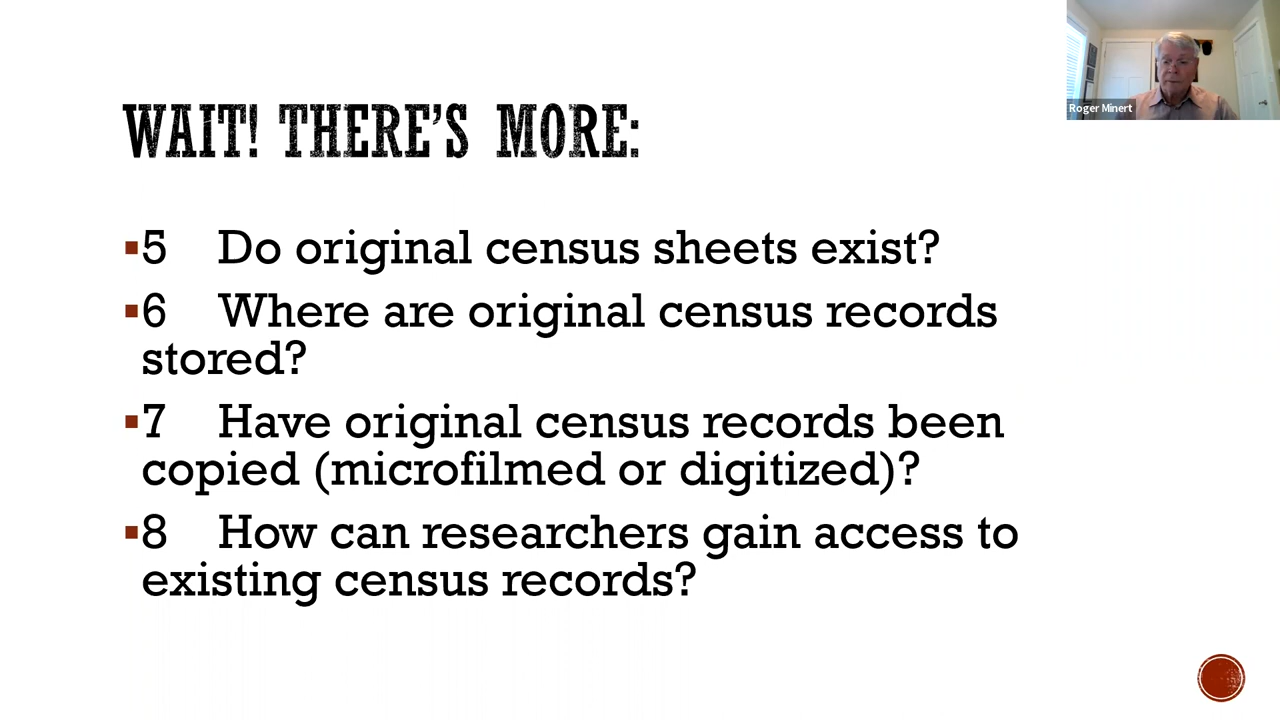 Roger Minert
WAIT! THERE'S MORE:
▪5 Do original census sheets exist?
▪6 Where are original census records
stored?
▪7 Have original census records been
copied (microfilmed or digitized)?
▪8 How can researchers gain access to
existing census records?